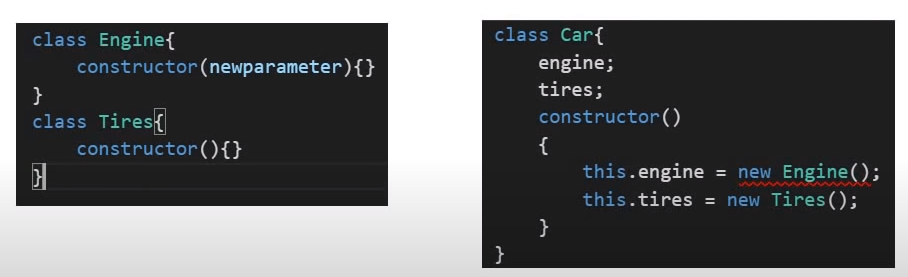 class Engine{
    constructor(newparameter){}
}
class Tires{
    constructor(){}
}
class Car{
    engine;
    tires;
    constructor()
    {
        this.engine = new Engine();
        this.tires = new Tires();
    }
}